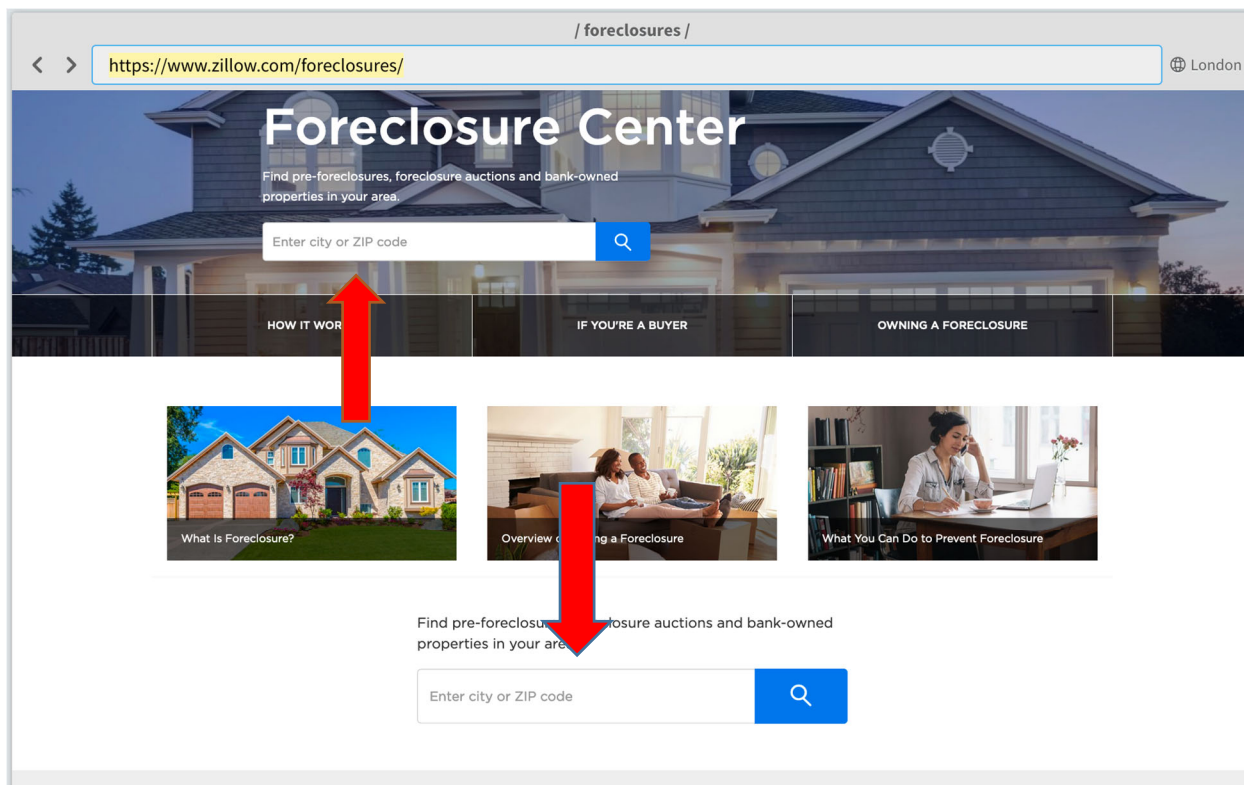 / foreclosures /
https://www.zillow.com/foreclosures/
London
Foreclosure Center
Find pre-foreclosures, foreclosure auctions and bank-owned
properties in your area.
Enter city or ZIP code
HOW IT WOR
IF YOU'RE A BUYER
OWNING A FORECLOSURE
What Is Foreclosure?
Overview ng a Foreclosure
What You Can Do to Prevent Foreclosure
Find pre-foreclosu losure auctions and bank-owned
properties in your are
Enter city or ZIP code